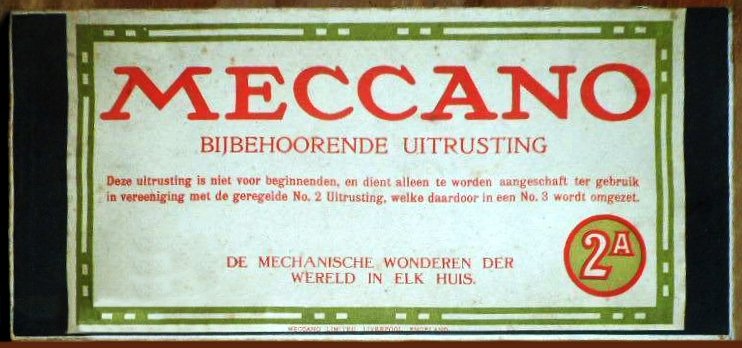 MECCANO
BIJBEHOORENDE UITRUSTING
Deze uitrusting is niet voor beginnenden, en dient alleen te worden aangeschaft ter gebruik
in vereeniging met de geregelde No. 2 Uitrusting, welke daardoor in een No. 3 wordt omgezet.
2A
DE MECHANISCHE WONDEREN DER
WERELD IN ELK HUIS.
MECCANO LIMITED LIVERPOOL ENGLAND